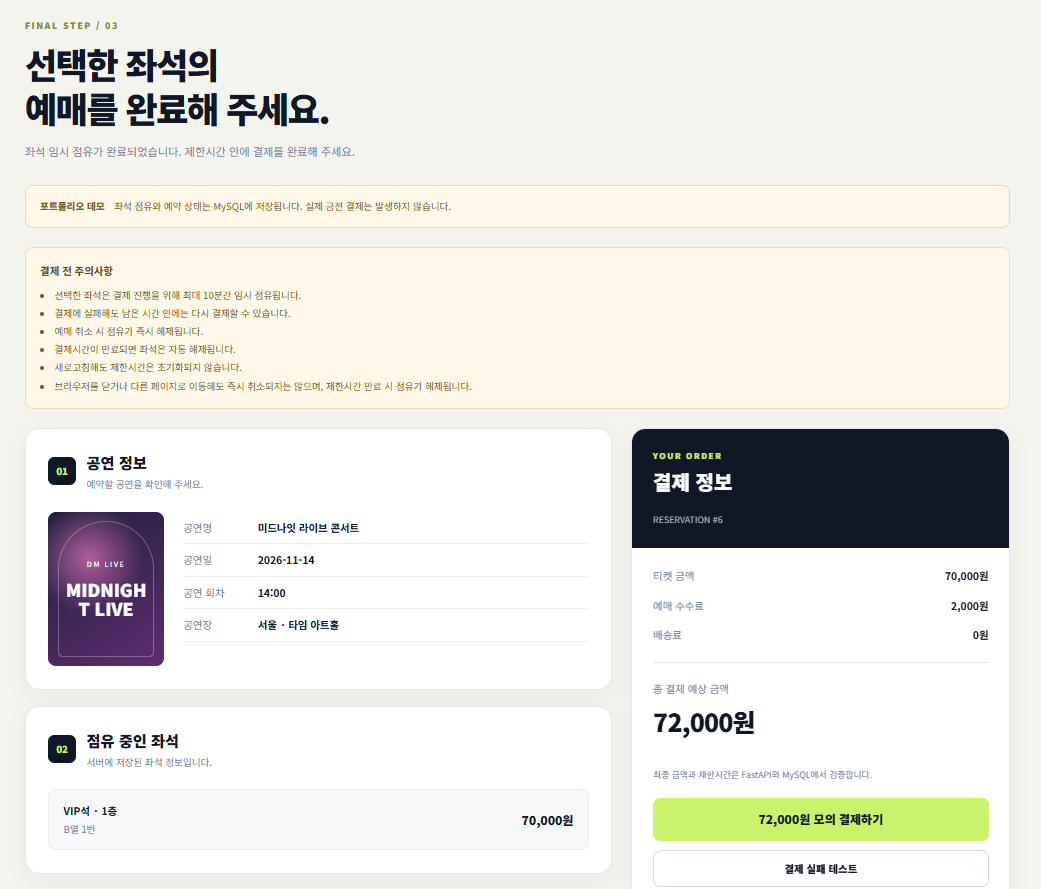 FINAL STEP / 03
선택한 좌석의
예매를 완료해 주세요.
좌석 임시 점유가 완료되었습니다. 제한시간 안에 결제를 완료해 주세요.
포트폴리오 데모 좌석 점유와 예약 상태는 MySQL에 저장됩니다. 실제 금전 결제는 발생하지 않습니다.
결제 전 주의사항
• 선택한 좌석은 결제 진행을 위해 최대 10분간 임시 점유됩니다.
• 결제에 실패해도 남은 시간 안에는 다시 결제할 수 있습니다.
• 예매 취소 시 점유가 즉시 해제됩니다.
• 결제시간이 만료되면 좌석은 자동 해제됩니다.
• 새로고침해도 제한시간은 초기화되지 않습니다.
• 브라우저를 닫거나 다른 페이지로 이동해도 즉시 취소되지는 않으며, 제한시간 만료 시 점유가 해제됩니다.
01
공연 정보
예약할 공연을 확인해 주세요.
DM LIVE
MIDNIGH
T LIVE
공연명 미드나잇 라이브 콘서트
공연일 2026-11-14
공연 회차 14:00
공연장 서울 · 타임 아트홀
02
점유 중인 좌석
서버에 저장된 좌석 정보입니다.
VIP석 · 1층
B열 1번
70,000원
YOUR ORDER
결제 정보
RESERVATION #6
티켓 금액 70,000원
예매 수수료 2,000원
배송료 0원
총 결제 예상 금액
72,000원
최종 금액과 제한시간은 FastAPI와 MySQL에서 검증합니다.
72,000원 모의 결제하기
결제 실패 테스트